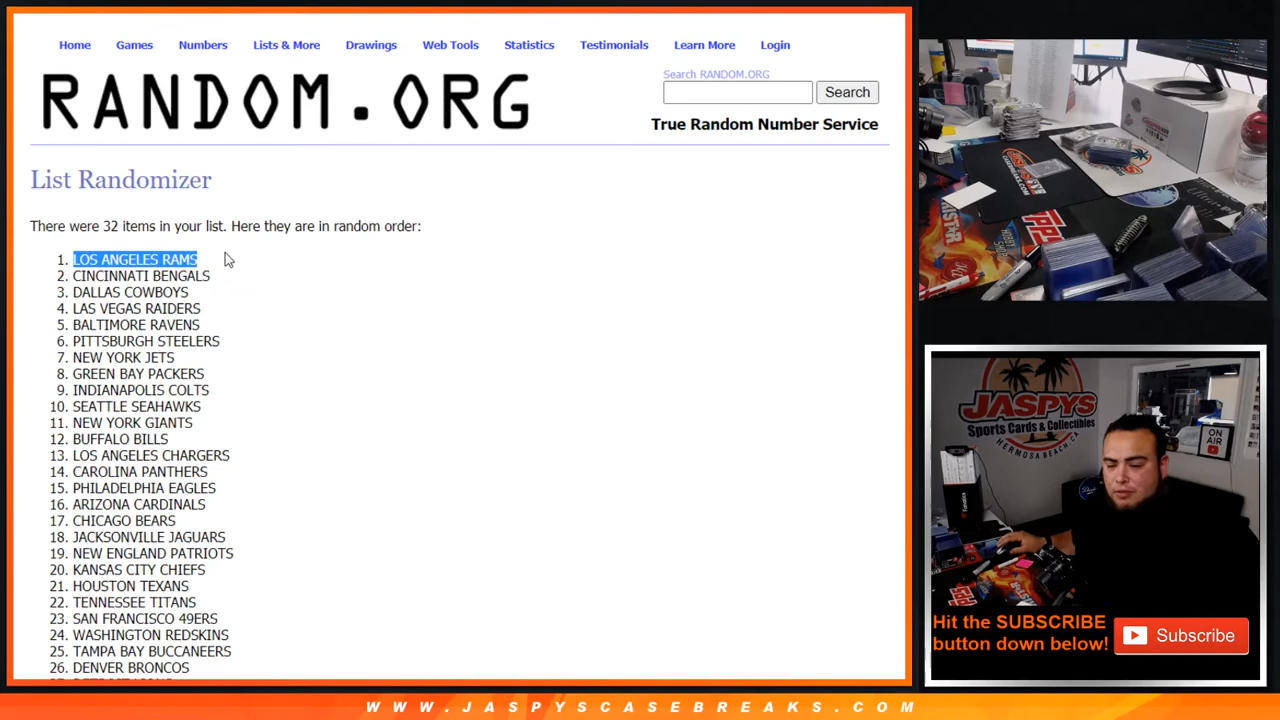 Home Games Numbers Lists & More Drawings Web Tools Statistics Testimonials Learn More Login
RANDOM.ORG
Search RANDOM.ORG
Search
True Random Number Service
List Randomizer
There were 32 items in your list. Here they are in random order:
1. LOS ANGELES RAMS
2. CINCINNATI BENGALS
3. DALLAS COWBOYS
4. LAS VEGAS RAIDERS
5. BALTIMORE RAVENS
6. PITTSBURGH STEELERS
7. NEW YORK JETS
8. GREEN BAY PACKERS
9. INDIANAPOLIS COLTS
10. SEATTLE SEAHAWKS
11. NEW YORK GIANTS
12. BUFFALO BILLS
13. LOS ANGELES CHARGERS
14. CAROLINA PANTHERS
15. PHILADELPHIA EAGLES
16. ARIZONA CARDINALS
17. CHICAGO BEARS
18. JACKSONVILLE JAGUARS
19. NEW ENGLAND PATRIOTS
20. KANSAS CITY CHIEFS
21. HOUSTON TEXANS
22. TENNESSEE TITANS
23. SAN FRANCISCO 49ERS
24. WASHINGTON REDSKINS
25. TAMPA BAY BUCCANEERS
26. DENVER BRONCOS
JASPYS
Sports Cards & Collectibles
HERMOSA BEACH, CA
ON
AIR
Fanatics
Hit the SUBSCRIBE
button down below!
Subscribe
WWW.JASPYSCASEBREAKS.COM